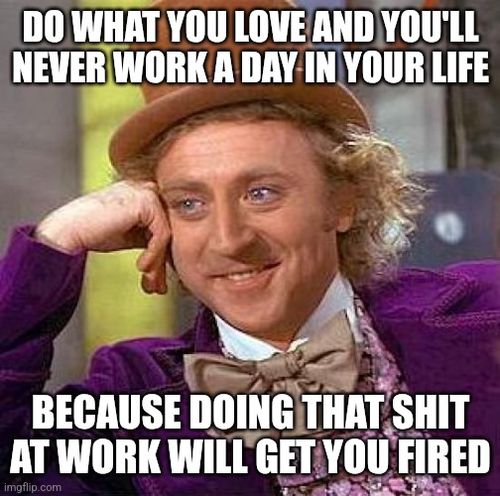 DO WHAT YOU LOVE AND YOU'LL
NEVER WORK A DAY IN YOUR LIFE
BECAUSE DOING THAT SHIT
AT WORK WILL GET YOU FIRED
imgflip.com